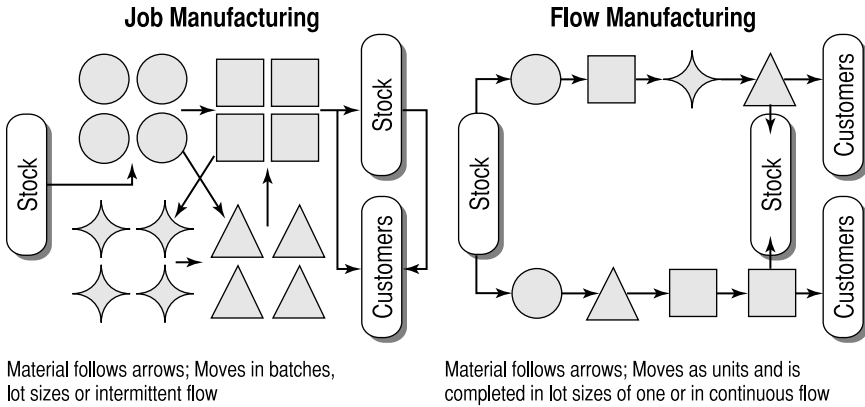 Job Manufacturing
Stock
Stock
Customers
Material follows arrows; Moves in batches,
lot sizes or intermittent flow
Flow Manufacturing
Stock
Stock
Customers
Customers
Material follows arrows; Moves as units and is
completed in lot sizes of one or in continuous flow